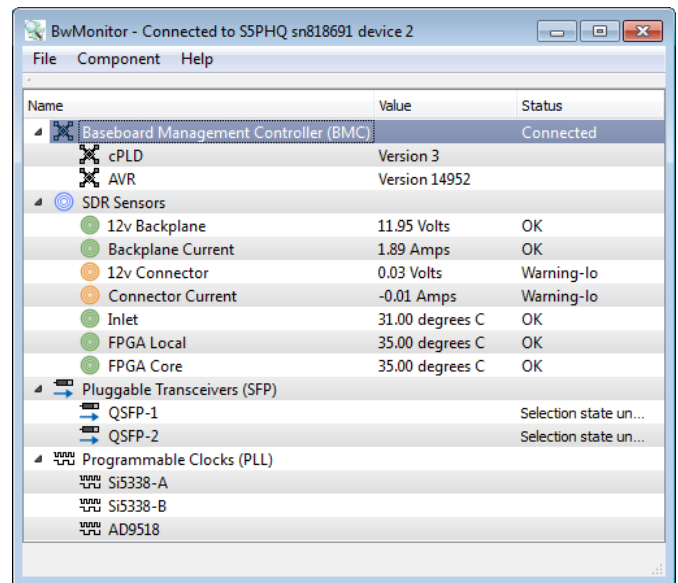 BwMonitor - Connected to S5PHQ sn818691 device 2
File Component Help
Name Value Status
Baseboard Management Controller (BMC) Connected
cPLD Version 3
AVR Version 14952
SDR Sensors
12v Backplane 11.95 Volts OK
Backplane Current 1.89 Amps OK
12v Connector 0.03 Volts Warning-lo
Connector Current -0.01 Amps Warning-lo
Inlet 31.00 degrees C OK
FPGA Local 35.00 degrees C OK
FPGA Core 35.00 degrees C OK
Pluggable Transceivers (SFP)
QSFP-1 Selection state un...
QSFP-2 Selection state un...
Programmable Clocks (PLL)
Si5338-A
Si5338-B
AD9518